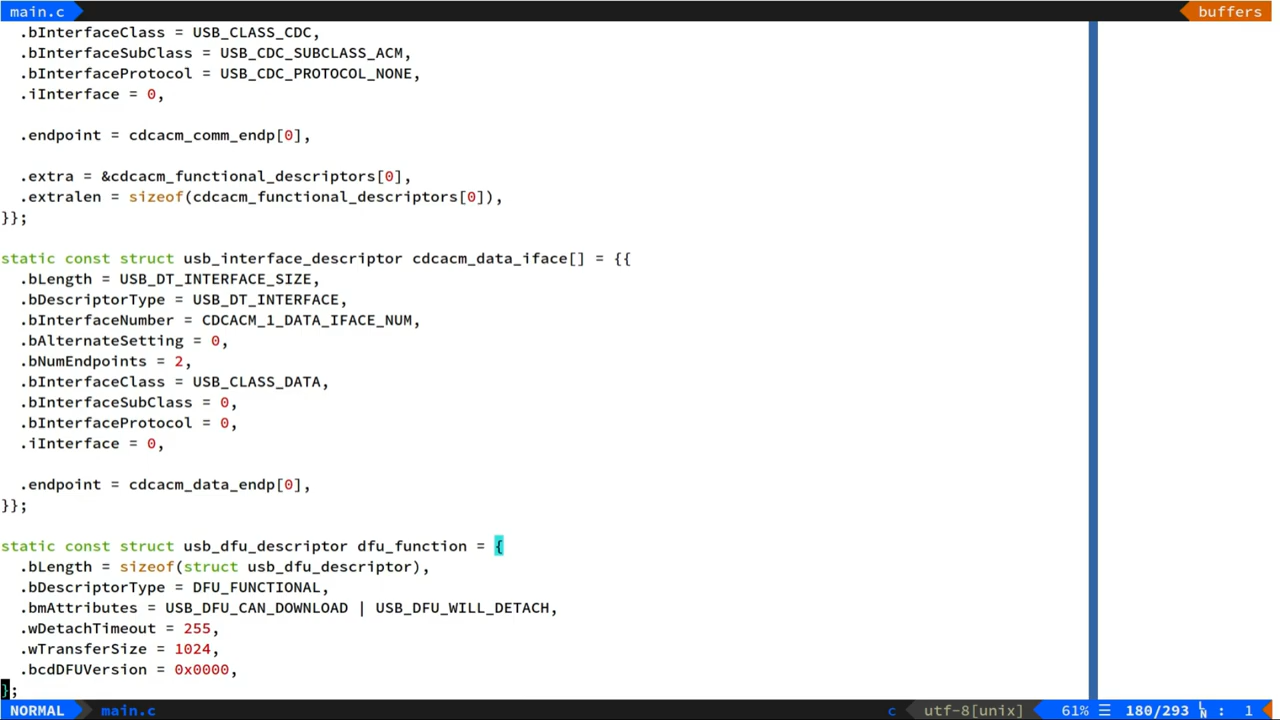 main.c
buffers
.bInterfaceClass = USB_CLASS_CDC,
.bInterfaceSubClass = USB_CDC_SUBCLASS_ACM,
.bInterfaceProtocol = USB_CDC_PROTOCOL_NONE,
.iInterface = 0,
.endpoint = cdcacm_comm_endp[0],
.extra = &cdcacm_functional_descriptors[0],
.extralen = sizeof(cdcacm_functional_descriptors[0]),
}};
static const struct usb_interface_descriptor cdcacm_data_iface[] = {{
.bLength = USB_DT_INTERFACE_SIZE,
.bDescriptorType = USB_DT_INTERFACE,
.bInterfaceNumber = CDCACM_1_DATA_IFACE_NUM,
.bAlternateSetting = 0,
.bNumEndpoints = 2,
.bInterfaceClass = USB_CLASS_DATA,
.bInterfaceSubClass = 0,
.bInterfaceProtocol = 0,
.iInterface = 0,
.endpoint = cdcacm_data_endp[0],
}};
static const struct usb_dfu_descriptor dfu_function = {
.bLength = sizeof(struct usb_dfu_descriptor),
.bDescriptorType = DFU_FUNCTIONAL,
.bmAttributes = USB_DFU_CAN_DOWNLOAD | USB_DFU_WILL_DETACH,
.wDetachTimeout = 255,
.wTransferSize = 1024,
.bcdDFUVersion = 0x0000,
};
NORMAL main.c c utf-8[unix] 61% ☰ 180/293 ㏑ : 1